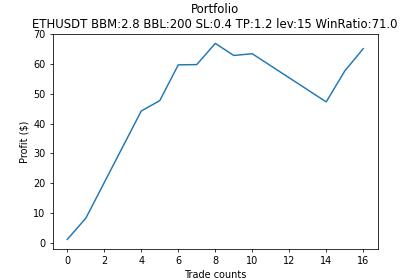 Portfolio
ETHUSDT BBM:2.8 BBL:200 SL:0.4 TP:1.2 lev:15 WinRatio:71.0
70
60
50
40
30
20
10
0
Profit ($)
0 2 4 6 8 10 12 14 16
Trade counts